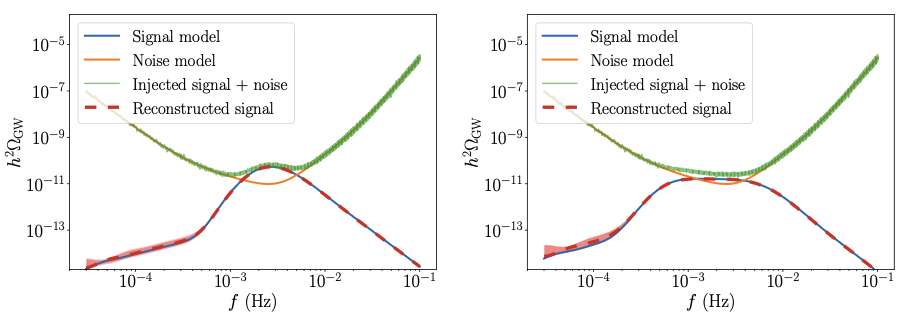 Signal model
Noise model
Injected signal + noise
Reconstructed signal
10⁻⁵
10⁻⁷
10⁻⁹
10⁻¹¹
10⁻¹³
h²Ω_GW
10⁻⁴
10⁻³
10⁻²
10⁻¹
f (Hz)
Signal model
Noise model
Injected signal + noise
Reconstructed signal
10⁻⁵
10⁻⁷
10⁻⁹
10⁻¹¹
10⁻¹³
h²Ω_GW
10⁻⁴
10⁻³
10⁻²
10⁻¹
f (Hz)